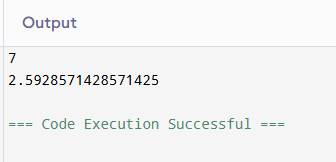 Output
7
2.5928571428571425
=== Code Execution Successful ===